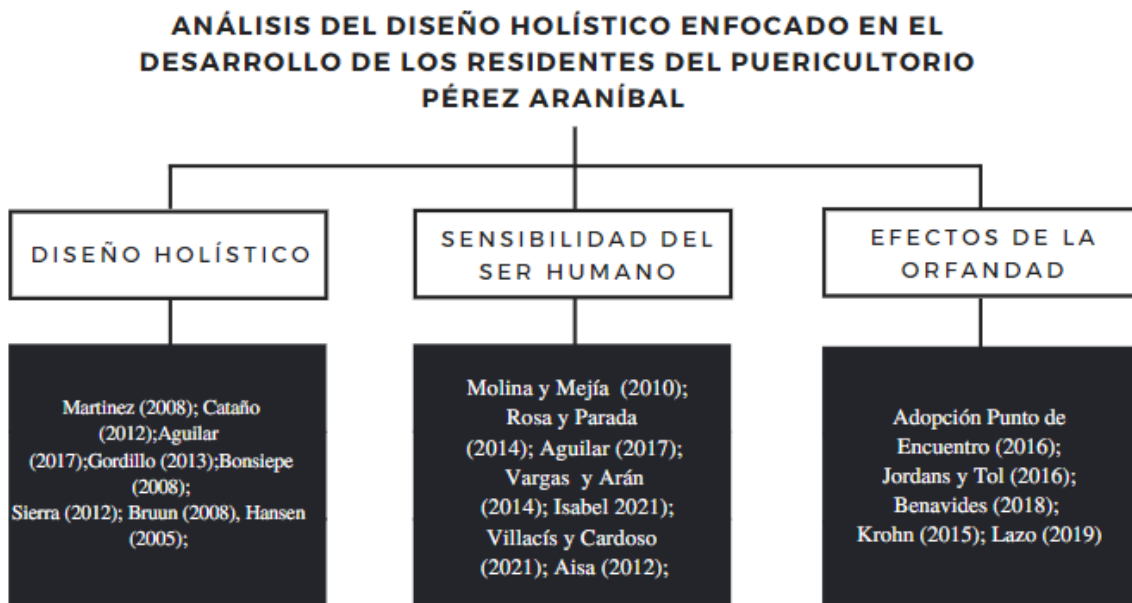 ANÁLISIS DEL DISEÑO HOLÍSTICO ENFOCADO EN EL
DESARROLLO DE LOS RESIDENTES DEL PUERICULTORIO
PÉREZ ARANÍBAL
DISEÑO HOLÍSTICO
SENSIBILIDAD DEL
SER HUMANO
EFECTOS DE LA
ORFANDAD
Martinez (2008); Cataño
(2012);Aguilar
(2017);Gordillo (2013);Bonsiepe
(2008);
Sierra (2012); Bruun (2008), Hansen
(2005);
Molina y Mejía (2010);
Rosa y Parada
(2014); Aguilar (2017);
Vargas y Arán
(2014); Isabel 2021);
Villacís y Cardoso
(2021); Aisa (2012);
Adopción Punto de
Encuentro (2016);
Jordans y Tol (2016);
Benavides (2018);
Krohn (2015); Lazo (2019)